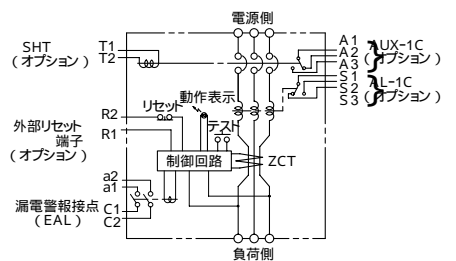 電源側
SHT
(オプション)
T1
T2
A1
A2
A3
AUX-1C
(オプション)
S1
S2
S3
AL-1C
(オプション)
動作表示
リセット
R2
テスト
外部リセット
端子
(オプション)
R1
制御回路
ZCT
a2
a1
漏電警報接点
(EAL)
C1
C2
負荷側